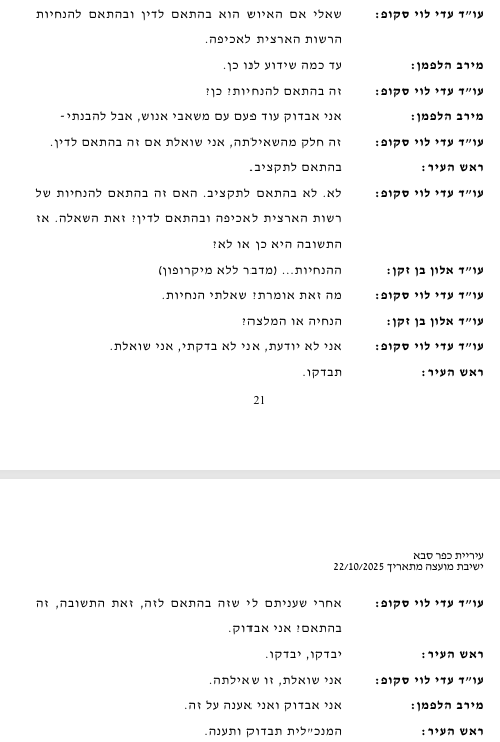 עו"ד עדי לוי סקופ: שאלי אם האיוש הוא בהתאם לדין ובהתאם להנחיות
הרשות הארצית לאכיפה.
מירב הלפמן: עד כמה שידוע לנו כן.
עו"ד עדי לוי סקופ: זה בהתאם להנחיות? כן?
מירב הלפמן: אני אבדוק עוד פעם עם משאבי אנוש, אבל להבנתי-
עו"ד עדי לוי סקופ: זה חלק מהשאילתה, אני שואלת אם זה בהתאם לדין.
ראש העיר: בהתאם לתקציב.
עו"ד עדי לוי סקופ: לא. לא בהתאם לתקציב. האם זה בהתאם להנחיות של
רשות הארצית לאכיפה ובהתאם לדין? זאת השאלה. אז
התשובה היא כן או לא?
עו"ד אלון בן זקן: ההנחיות... (מדבר ללא מיקרופון)
עו"ד עדי לוי סקופ: מה זאת אומרת? שאלתי הנחיות.
עו"ד אלון בן זקן: הנחיה או המלצה?
עו"ד עדי לוי סקופ: אני לא יודעת, אני לא בדקתי, אני שואלת.
ראש העיר: תבדקו.
21
עיריית כפר סבא
ישיבת מועצה מתאריך 22/10/2025
עו"ד עדי לוי סקופ: אחרי שעניתם לי שזה בהתאם לזה, זאת התשובה, זה
בהתאם? אני אבדוק.
ראש העיר: יבדקו, יבדקו.
עו"ד עדי לוי סקופ: אני שואלת, זו שאילתה.
מירב הלפמן: אני אבדוק ואני אענה על זה.
ראש העיר: המנכ"לית תבדוק ותענה.